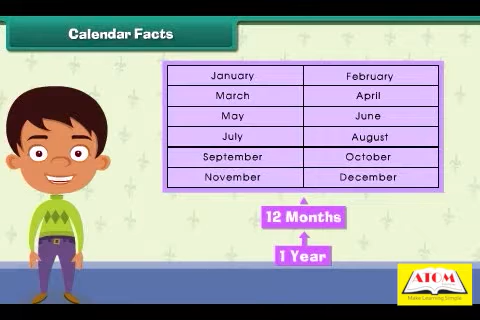 Calendar Facts
January February
March April
May June
July August
September October
November December
12 Months
1 Year
ATOM
Make Learning Simple